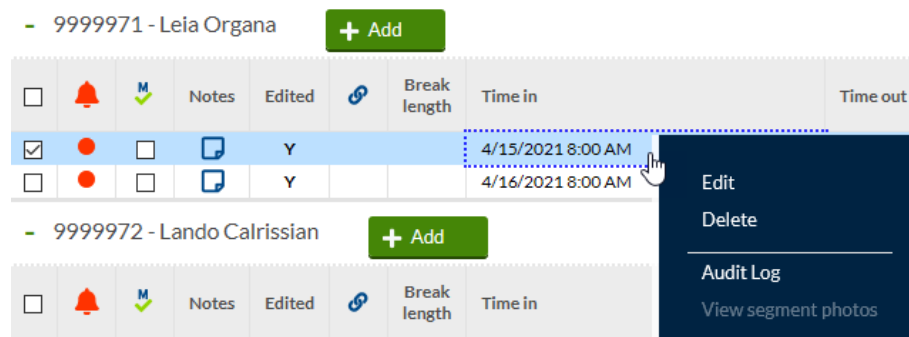 - 9999971 - Leia Organa + Add
M Notes Edited Break length Time in Time out
Y 4/15/2021 8:00 AM
Y 4/16/2021 8:00 AM
Edit
Delete
Audit Log
View segment photos
- 9999972 - Lando Calrissian + Add
M Notes Edited Break length Time in